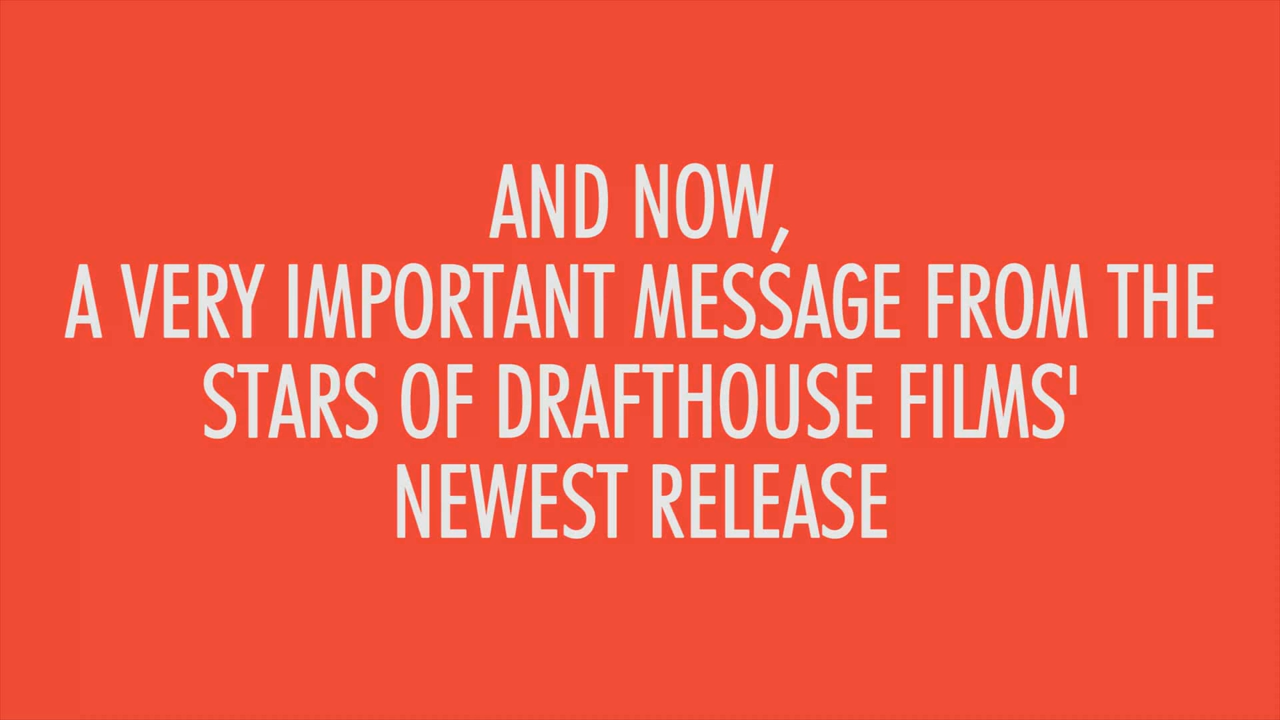 AND NOW,
A VERY IMPORTANT MESSAGE FROM THE
STARS OF DRAFTHOUSE FILMS'
NEWEST RELEASE